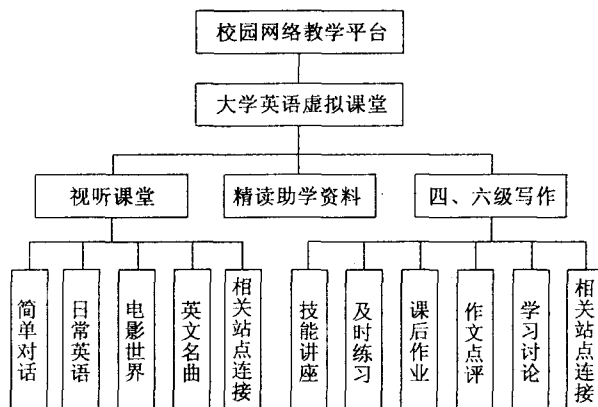 校园网络教学平台
大学英语虚拟课堂
视听课堂
精读助学资料
四、六级写作
简单对话
日常英语
电影世界
英文名曲
相关站点连接
技能讲座
及时练习
课后作业
作文点评
学习讨论
相关站点连接